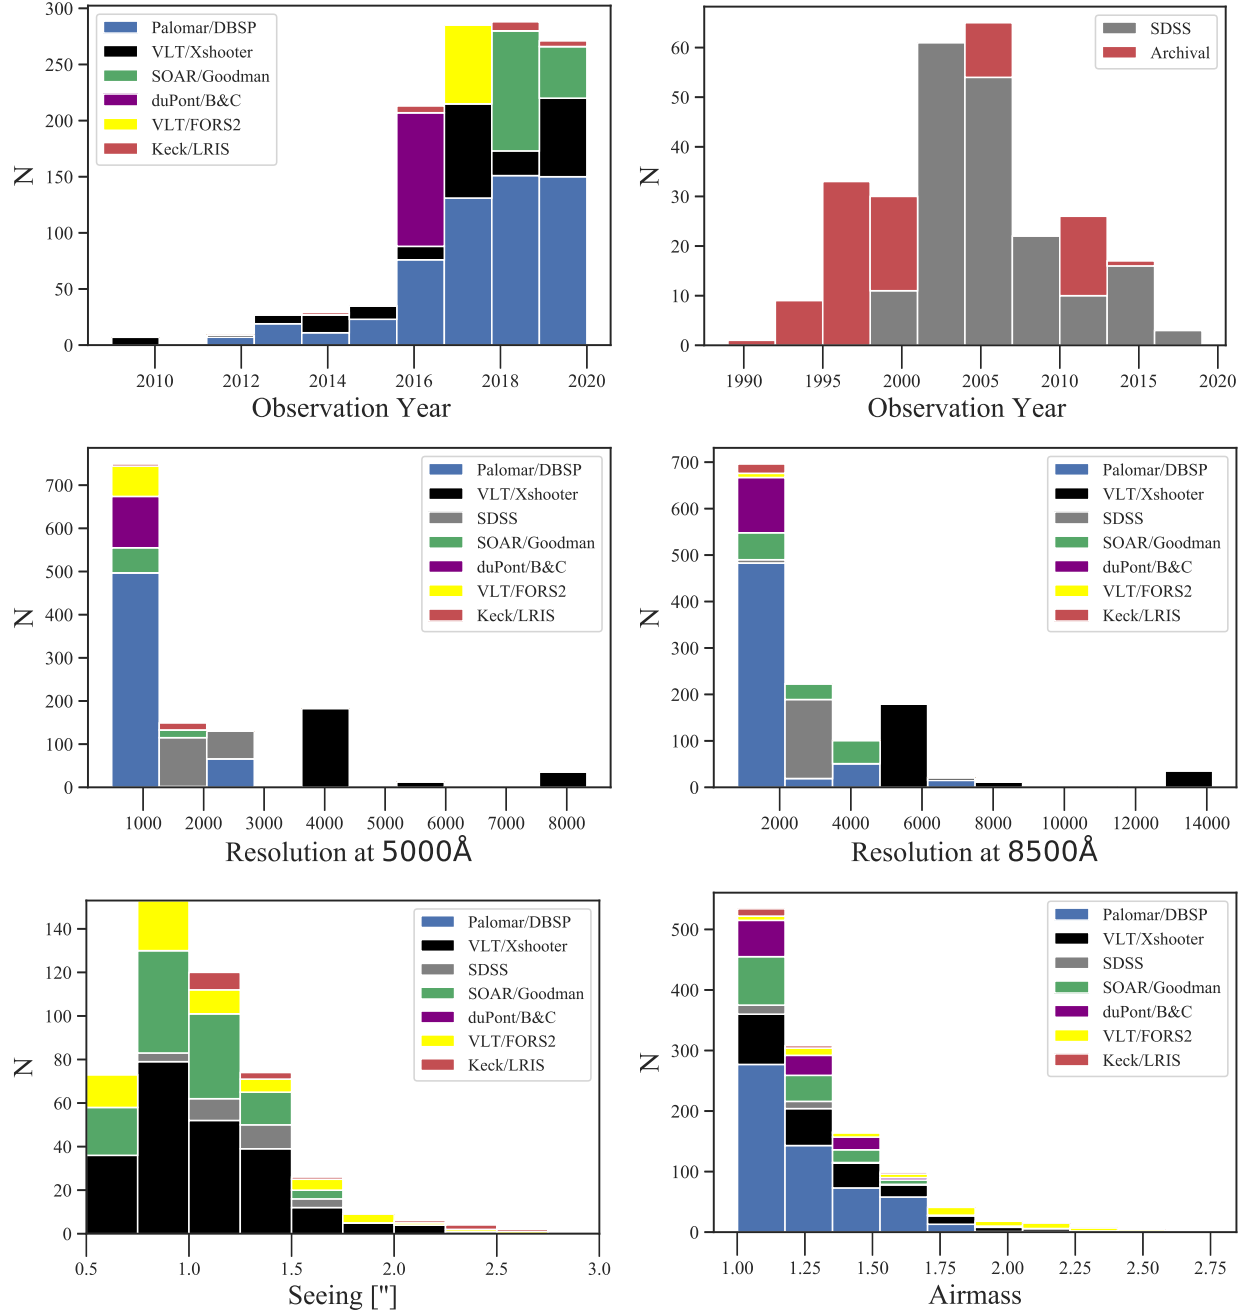 300
250
200
150
100
50
0
N
Palomar/DBSP
VLT/Xshooter
SOAR/Goodman
duPont/B&C
VLT/FORS2
Keck/LRIS
2010 2012 2014 2016 2018 2020
Observation Year
60
50
40
30
20
10
0
N
SDSS
Archival
1990 1995 2000 2005 2010 2015 2020
Observation Year
700
600
500
400
300
200
100
0
N
Palomar/DBSP
VLT/Xshooter
SDSS
SOAR/Goodman
duPont/B&C
VLT/FORS2
Keck/LRIS
1000 2000 3000 4000 5000 6000 7000 8000
Resolution at 5000Å
700
600
500
400
300
200
100
0
N
Palomar/DBSP
VLT/Xshooter
SDSS
SOAR/Goodman
duPont/B&C
VLT/FORS2
Keck/LRIS
2000 4000 6000 8000 10000 12000 14000
Resolution at 8500Å
140
120
100
80
60
40
20
0
N
Palomar/DBSP
VLT/Xshooter
SDSS
SOAR/Goodman
duPont/B&C
VLT/FORS2
Keck/LRIS
0.5 1.0 1.5 2.0 2.5 3.0
Seeing ["]
500
400
300
200
100
0
N
Palomar/DBSP
VLT/Xshooter
SDSS
SOAR/Goodman
duPont/B&C
VLT/FORS2
Keck/LRIS
1.00 1.25 1.50 1.75 2.00 2.25 2.50 2.75
Airmass